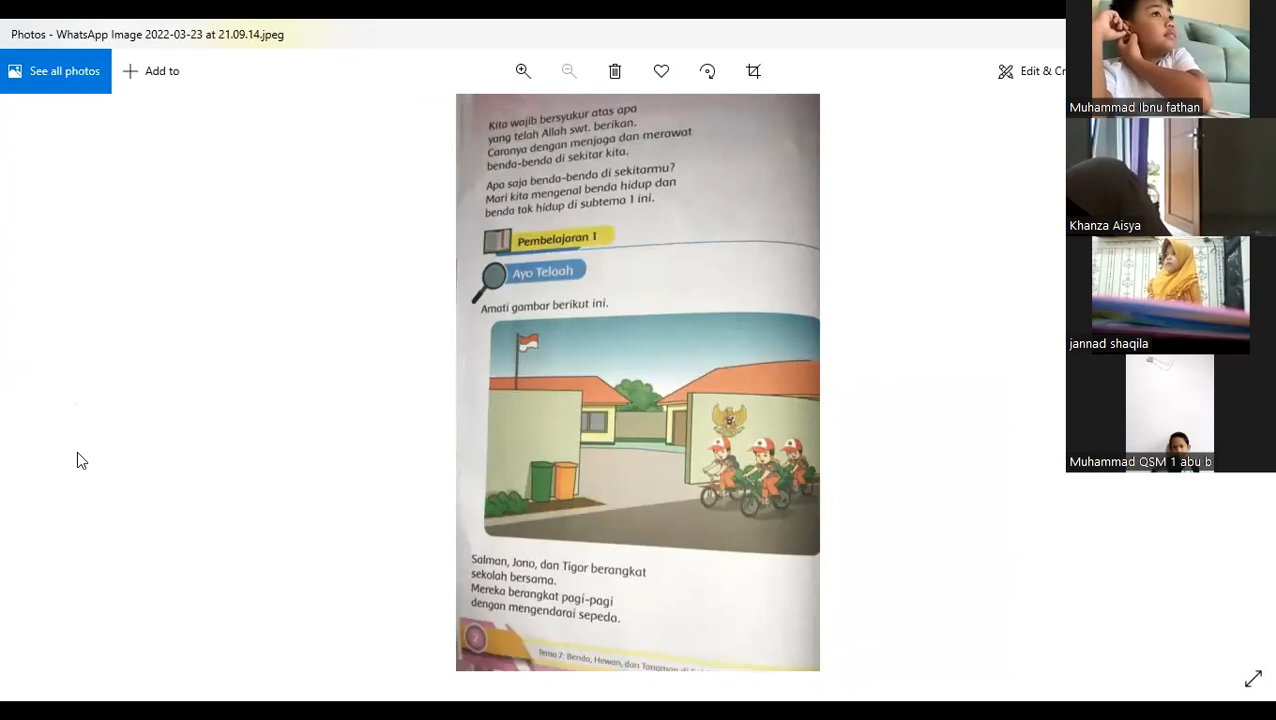 Photos - WhatsApp Image 2022-03-23 at 21.09.14.jpeg
See all photos
Add to
Edit & Cr
Kita wajib bersyukur atas apa
yang telah Allah swt. berikan.
Caranya dengan menjaga dan merawat
benda-benda di sekitar kita.
Apa saja benda-benda di sekitarmu?
Mari kita mengenal benda hidup dan
benda tak hidup di subtema 1 ini.
Pembelajaran 1
Ayo Telaah
Amati gambar berikut ini.
Salman, Jono, dan Tigor berangkat
sekolah bersama.
Mereka berangkat pagi-pagi
dengan mengendarai sepeda.
2
Tema 7: Benda, Hewan, dan Tanaman di
Muhammad Ibnu fathan
Khanza Aisya
jannad shaqila
Muhammad QSM 1 abu b